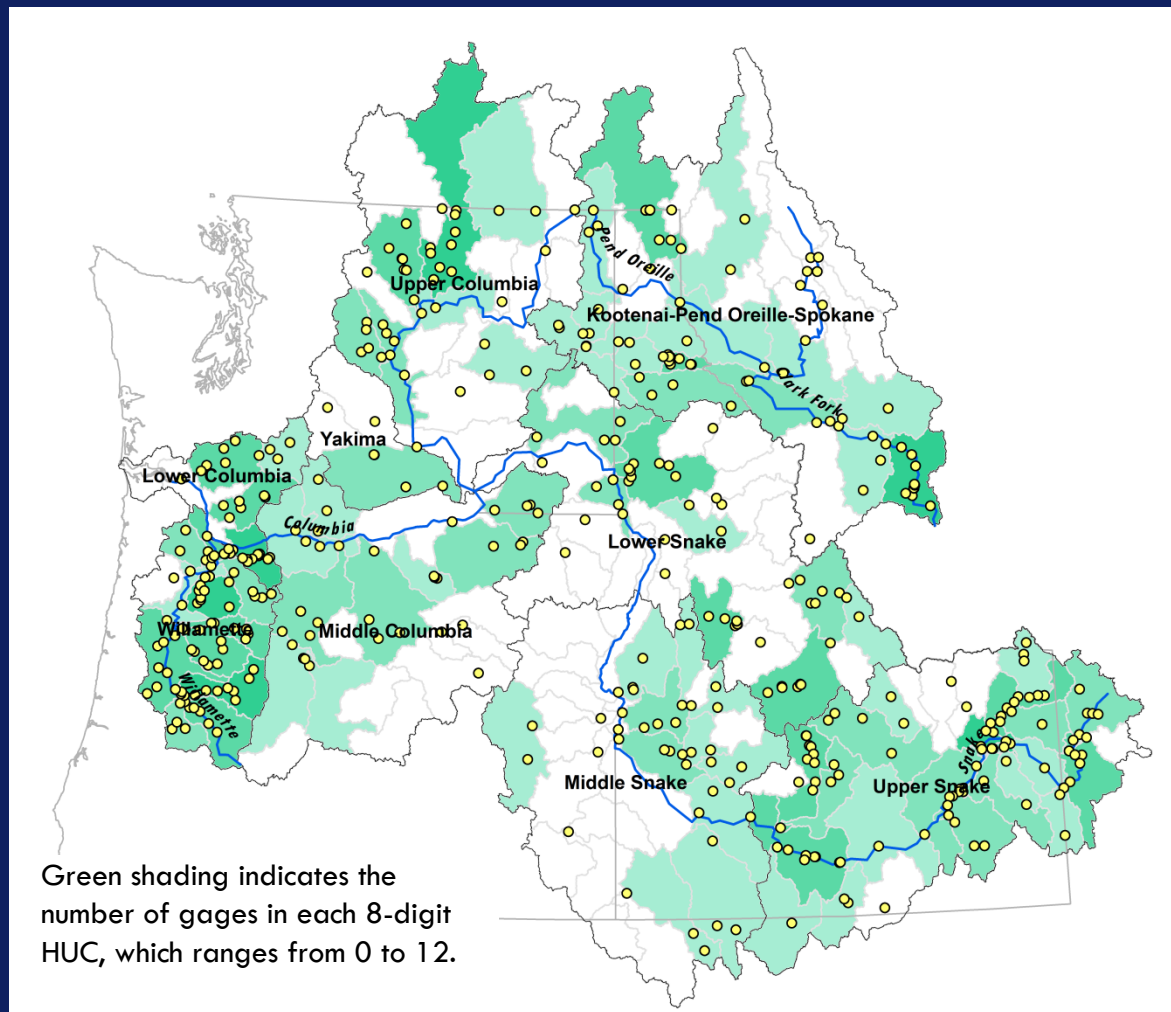 Pend Oreille
Upper Columbia
Kootenai-Pend Oreille-Spokane
Clark Fork
Yakima
Lower Columbia
Columbia
Lower Snake
Willamette
Middle Columbia
Willamette
Snake
Middle Snake
Upper Snake
Green shading indicates the
number of gages in each 8-digit
HUC, which ranges from 0 to 12.